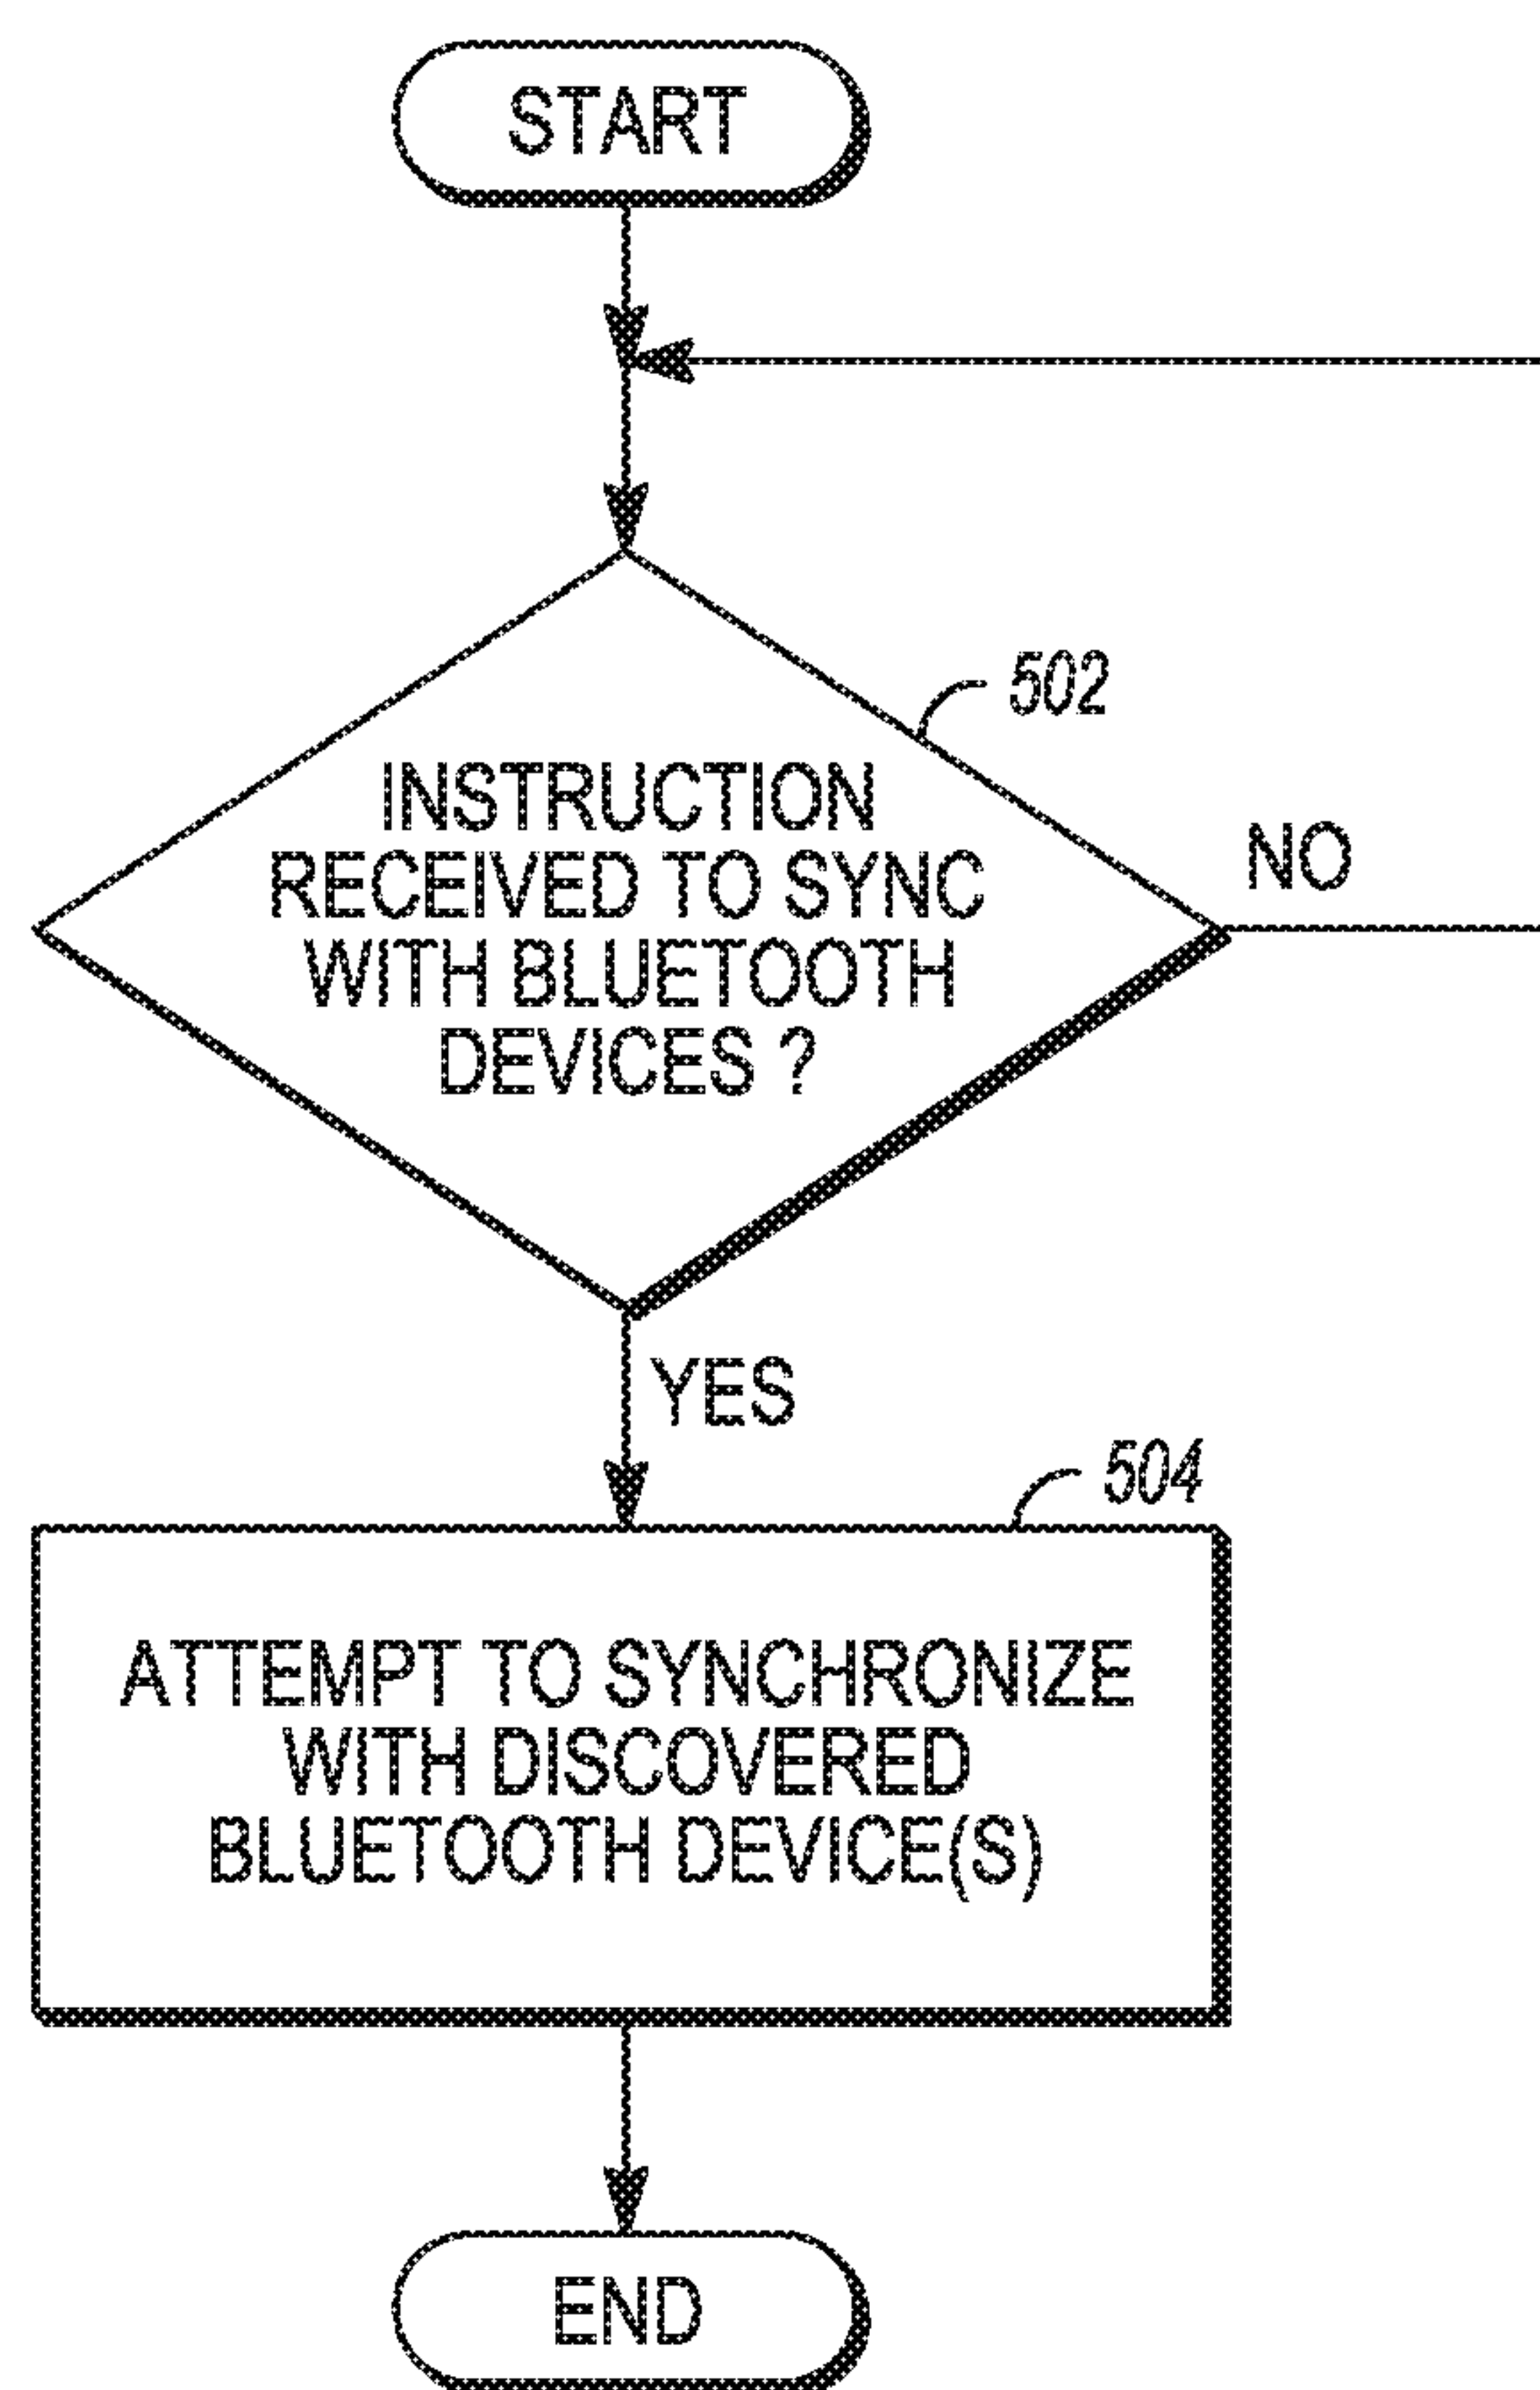 START
502
INSTRUCTION
RECEIVED TO SYNC
WITH BLUETOOTH
DEVICES ?
NO
YES
504
ATTEMPT TO SYNCHRONIZE
WITH DISCOVERED
BLUETOOTH DEVICE(S)
END